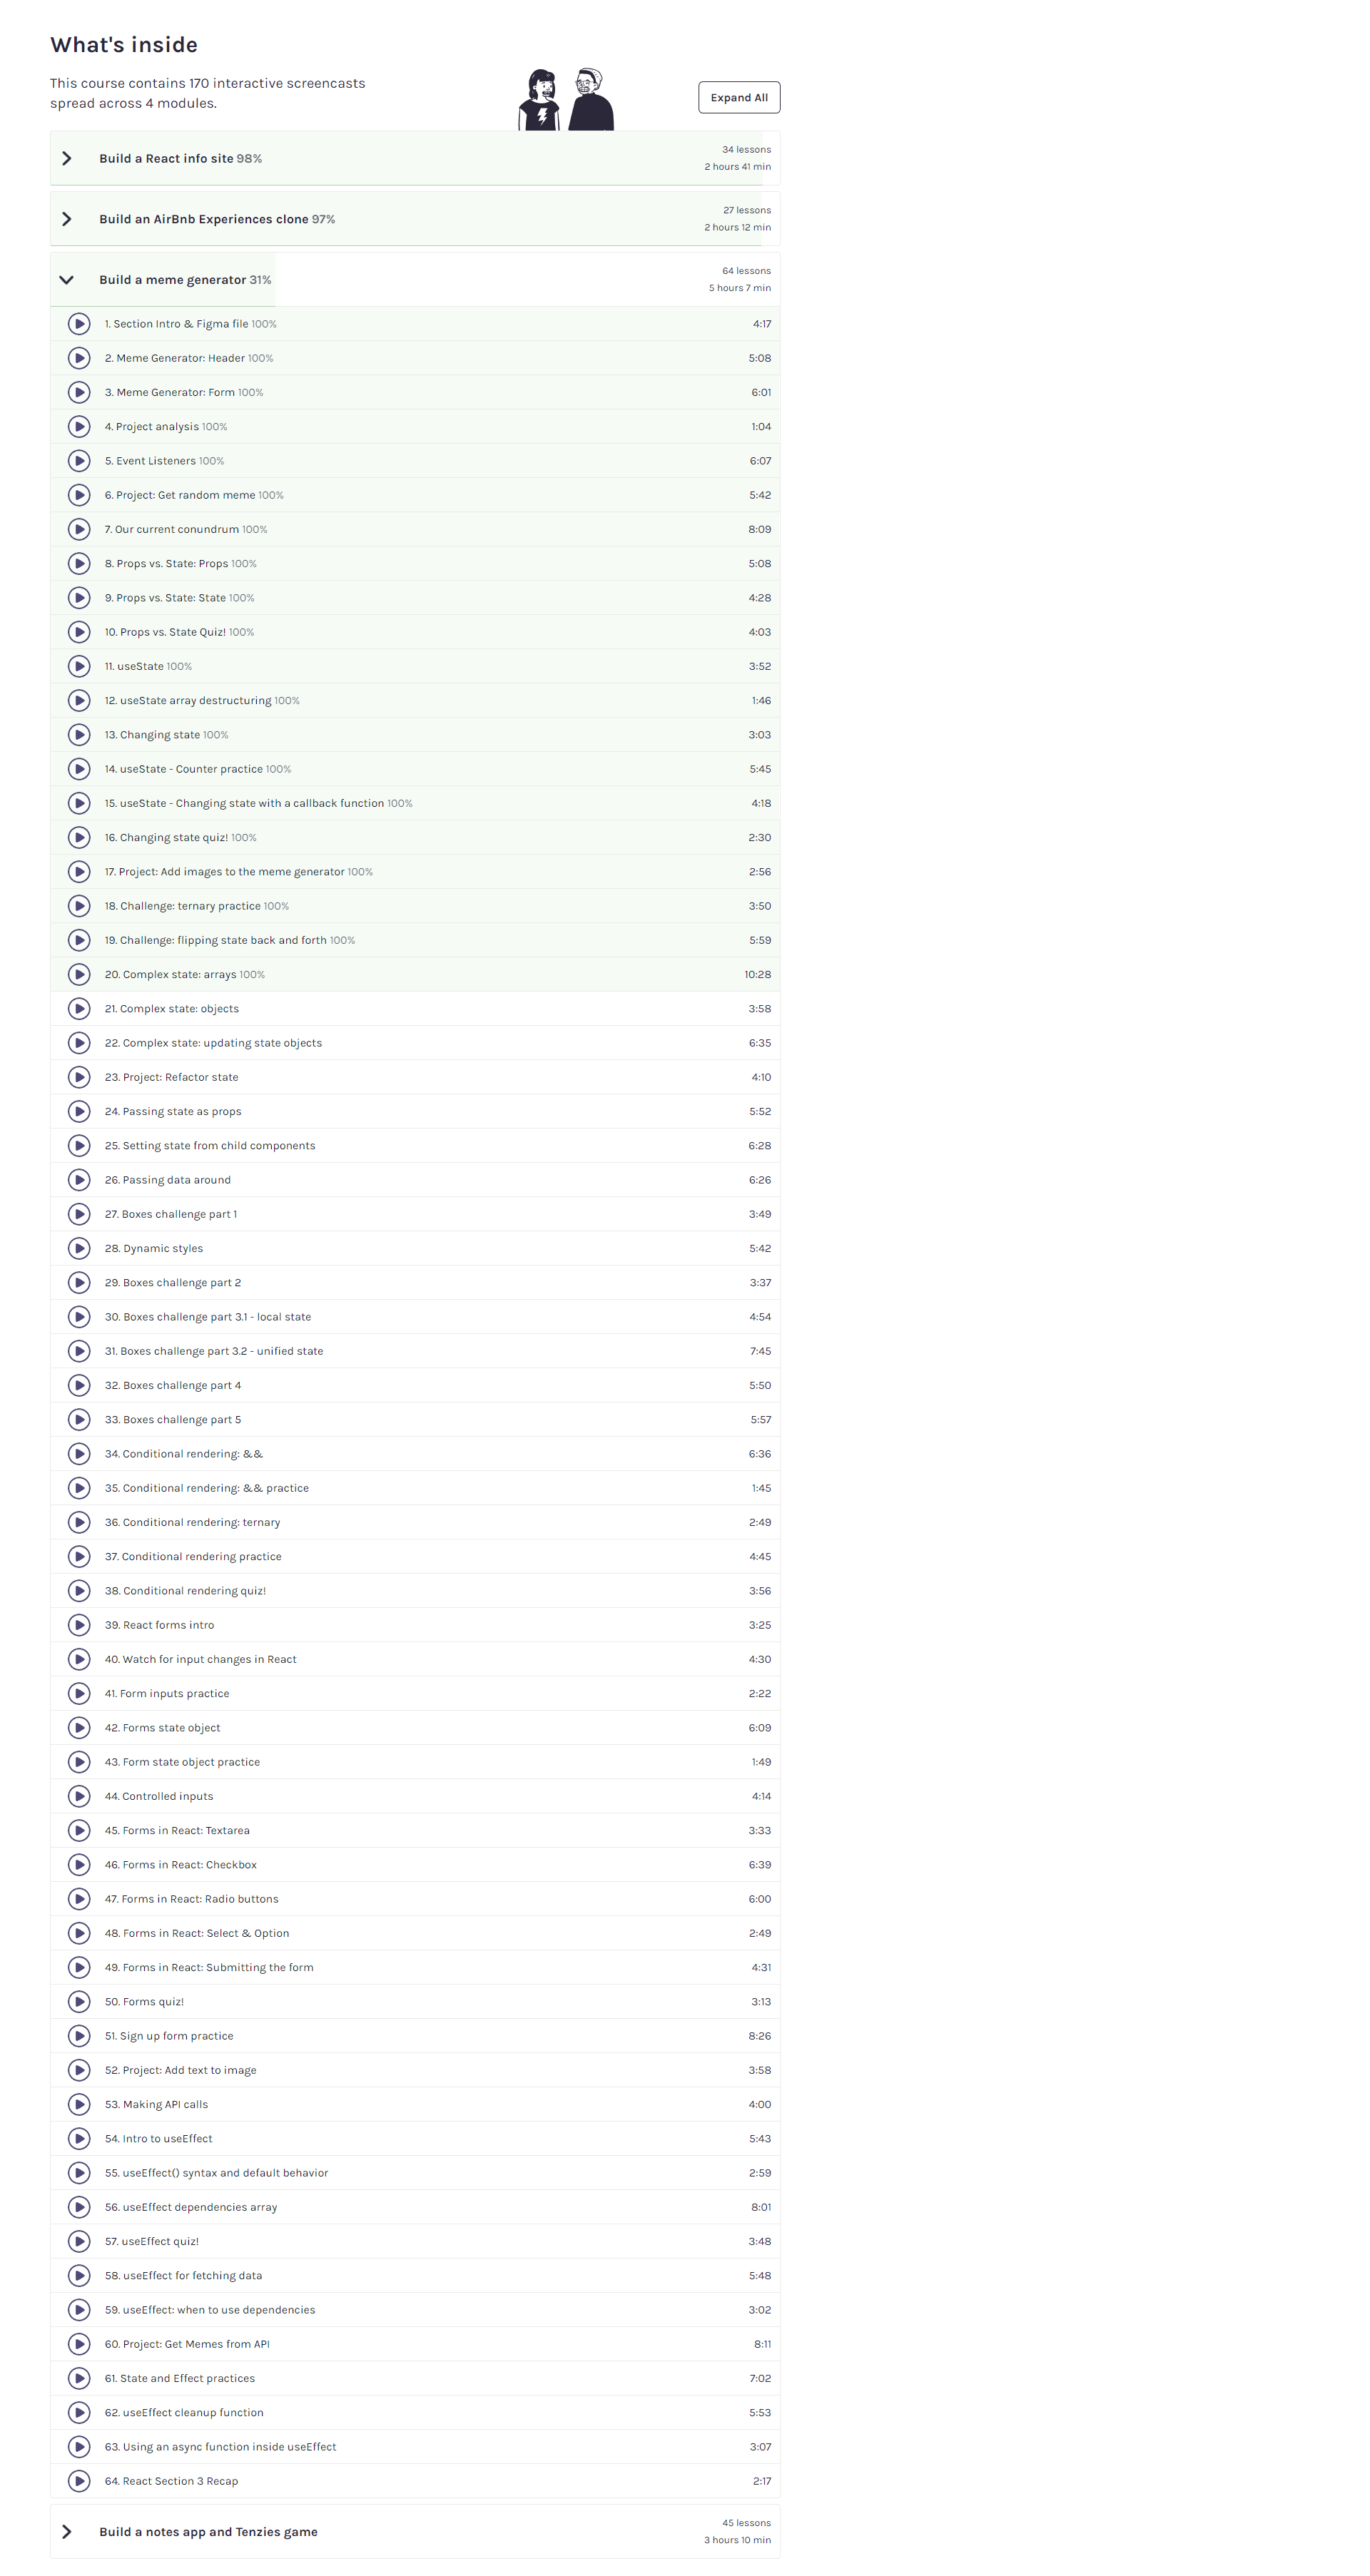 What's inside
This course contains 170 interactive screencasts
spread across 4 modules.
Expand All
Build a React info site 98%
34 lessons
2 hours 41 min
Build an AirBnb Experiences clone 97%
27 lessons
2 hours 12 min
Build a meme generator 31%
64 lessons
5 hours 7 min
1. Section Intro & Figma file 100% 4:17
2. Meme Generator: Header 100% 5:08
3. Meme Generator: Form 100% 6:01
4. Project analysis 100% 1:04
5. Event Listeners 100% 6:07
6. Project: Get random meme 100% 5:42
7. Our current conundrum 100% 8:09
8. Props vs. State: Props 100% 5:08
9. Props vs. State: State 100% 4:28
10. Props vs. State Quiz! 100% 4:03
11. useState 100% 3:52
12. useState array destructuring 100% 1:46
13. Changing state 100% 3:03
14. useState - Counter practice 100% 5:45
15. useState - Changing state with a callback function 100% 4:18
16. Changing state quiz! 100% 2:30
17. Project: Add images to the meme generator 100% 2:56
18. Challenge: ternary practice 100% 3:50
19. Challenge: flipping state back and forth 100% 5:59
20. Complex state: arrays 100% 10:28
21. Complex state: objects 3:58
22. Complex state: updating state objects 6:35
23. Project: Refactor state 4:10
24. Passing state as props 5:52
25. Setting state from child components 6:28
26. Passing data around 6:26
27. Boxes challenge part 1 3:49
28. Dynamic styles 5:42
29. Boxes challenge part 2 3:37
30. Boxes challenge part 3.1 - local state 4:54
31. Boxes challenge part 3.2 - unified state 7:45
32. Boxes challenge part 4 5:50
33. Boxes challenge part 5 5:57
34. Conditional rendering: && 6:36
35. Conditional rendering: && practice 1:45
36. Conditional rendering: ternary 2:49
37. Conditional rendering practice 4:45
38. Conditional rendering quiz! 3:56
39. React forms intro 3:25
40. Watch for input changes in React 4:30
41. Form inputs practice 2:22
42. Forms state object 6:09
43. Form state object practice 1:49
44. Controlled inputs 4:14
45. Forms in React: Textarea 3:33
46. Forms in React: Checkbox 6:39
47. Forms in React: Radio buttons 6:00
48. Forms in React: Select & Option 2:49
49. Forms in React: Submitting the form 4:31
50. Forms quiz! 3:13
51. Sign up form practice 8:26
52. Project: Add text to image 3:58
53. Making API calls 4:00
54. Intro to useEffect 5:43
55. useEffect() syntax and default behavior 2:59
56. useEffect dependencies array 8:01
57. useEffect quiz! 3:48
58. useEffect for fetching data 5:48
59. useEffect: when to use dependencies 3:02
60. Project: Get Memes from API 8:11
61. State and Effect practices 7:02
62. useEffect cleanup function 5:53
63. Using an async function inside useEffect 3:07
64. React Section 3 Recap 2:17
Build a notes app and Tenzies game
45 lessons
3 hours 10 min